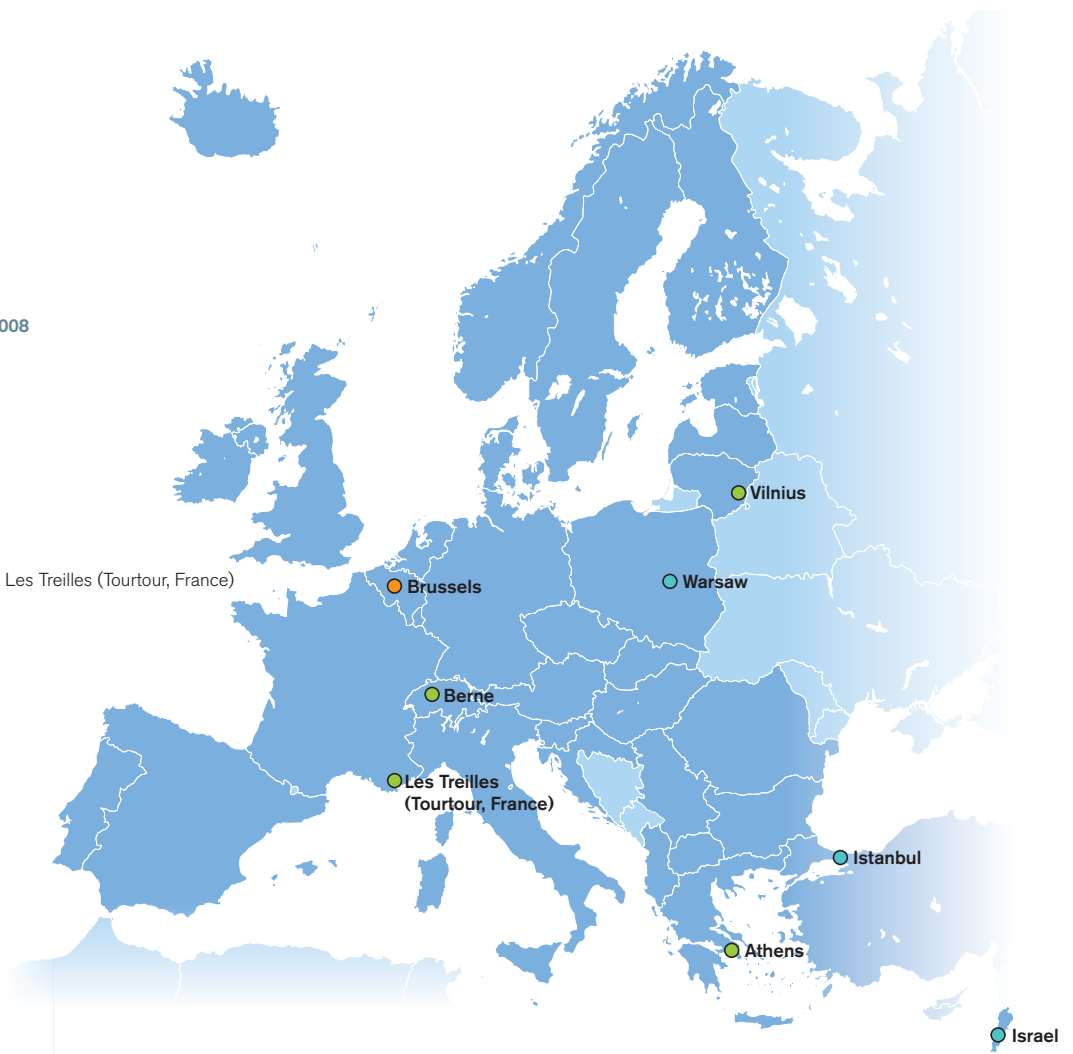 008
Vilnius
Les Treilles (Tourtour, France)
Brussels
Warsaw
Berne
Les Treilles
(Tourtour, France)
Istanbul
Athens
Israel